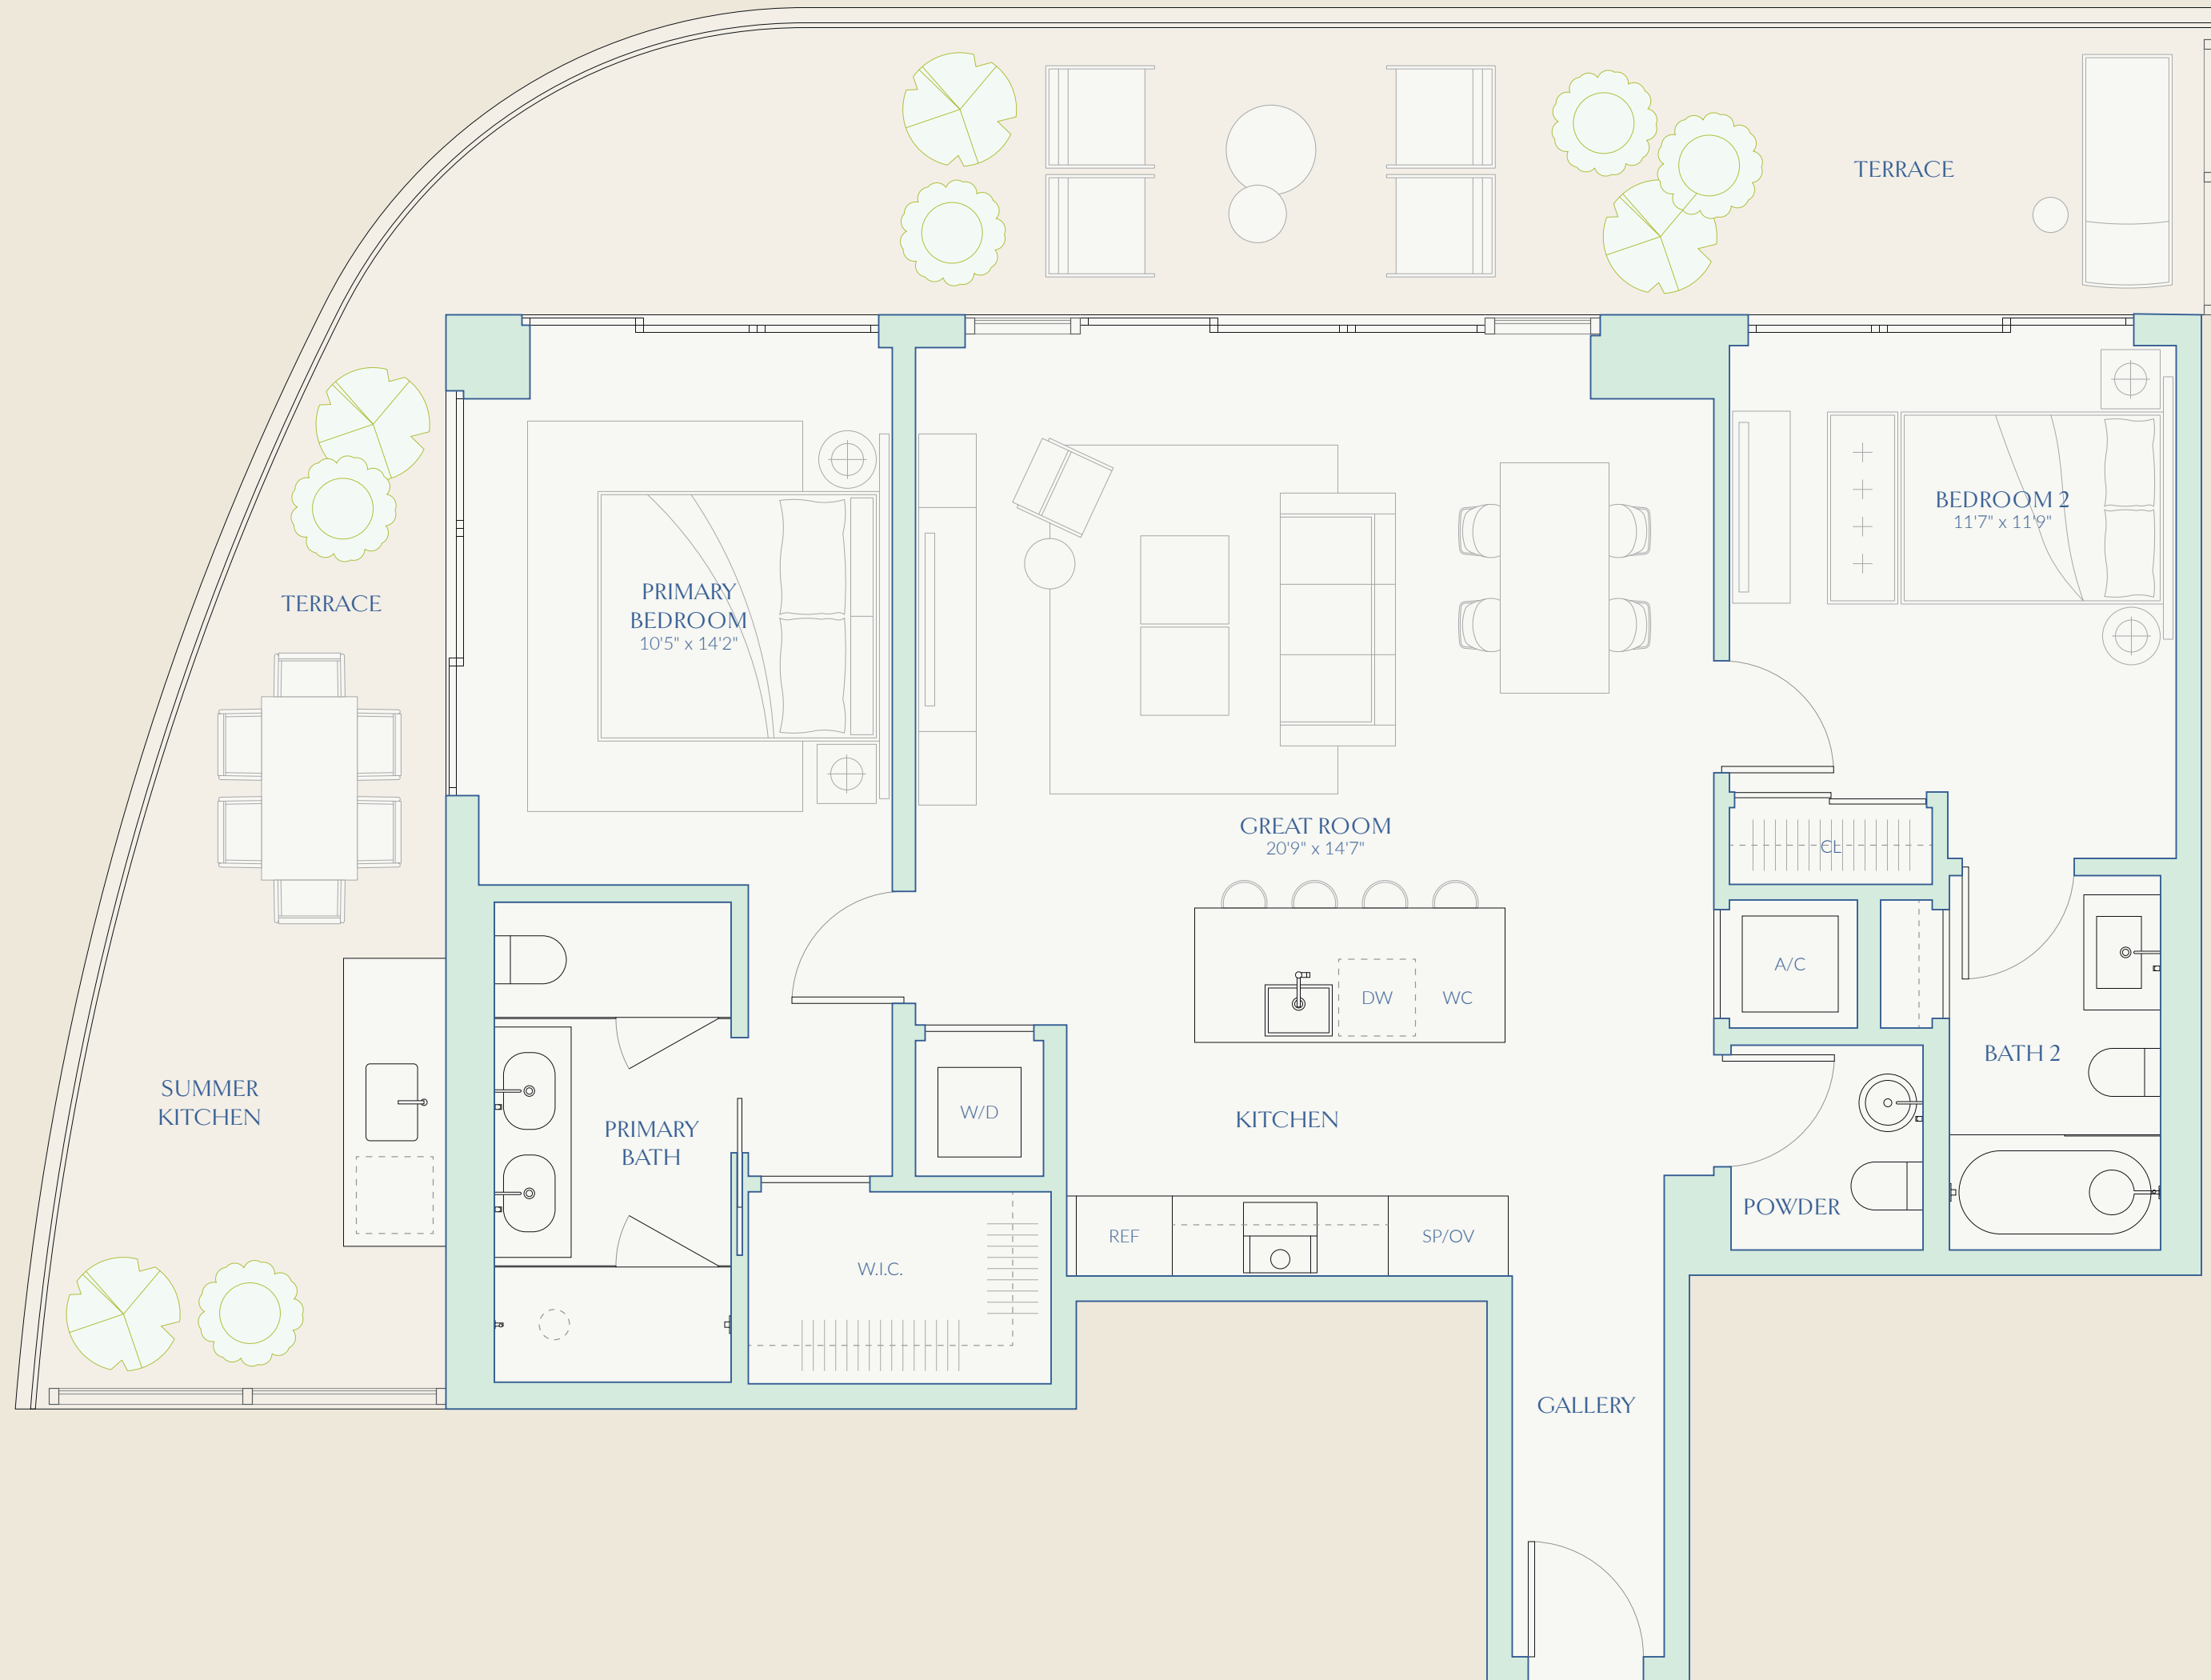 TERRACE
BEDROOM 2
11'7" x 11'9"
TERRACE
PRIMARY
BEDROOM
10'5" x 14'2"
GREAT ROOM
20'9" x 14'7"
CL
A/C
DW
WC
BATH 2
SUMMER
KITCHEN
PRIMARY
BATH
W/D
KITCHEN
POWDER
REF
SP/OV
W.I.C.
GALLERY